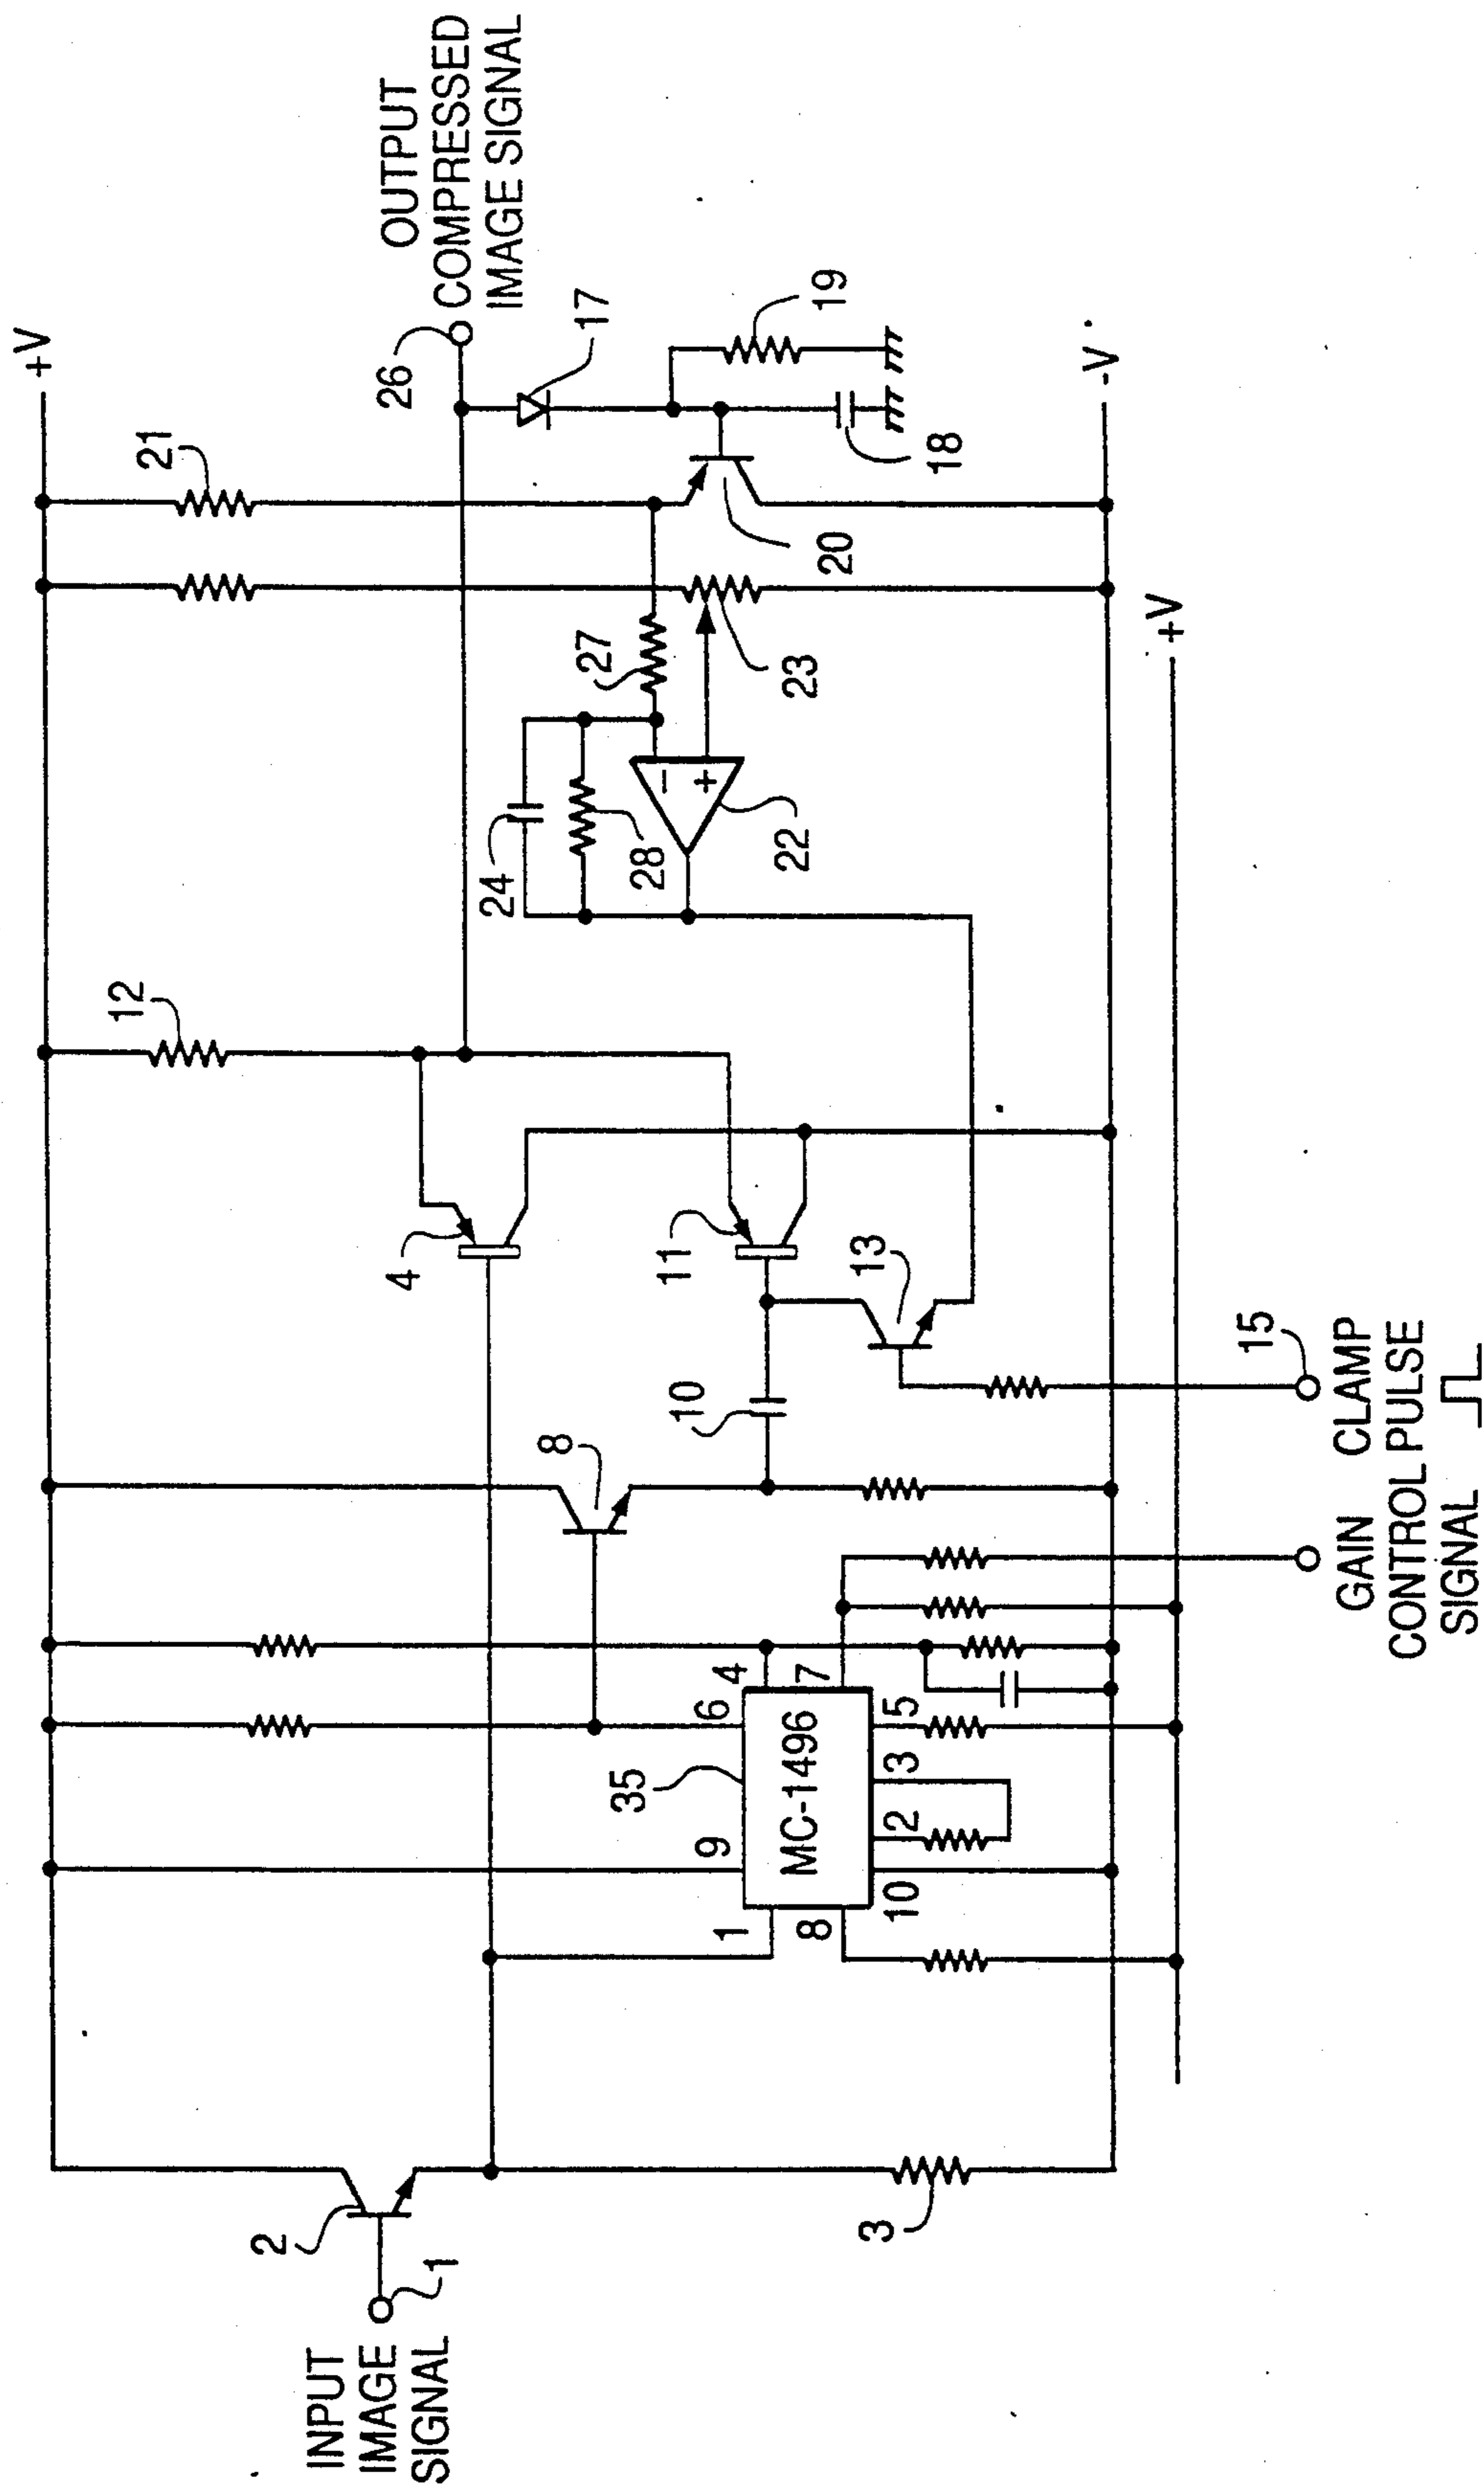 +V
INPUT
IMAGE
SIGNAL
1
2
3
35
MC-1496
1
8
9
10
6
2
3
5
4
7
8
10
4
11
13
12
24
28
22
27
23
21
20
17
18
19
26
OUTPUT
COMPRESSED
IMAGE SIGNAL
-V
+V
15
GAIN
CONTROL
SIGNAL
CLAMP
PULSE
−
+